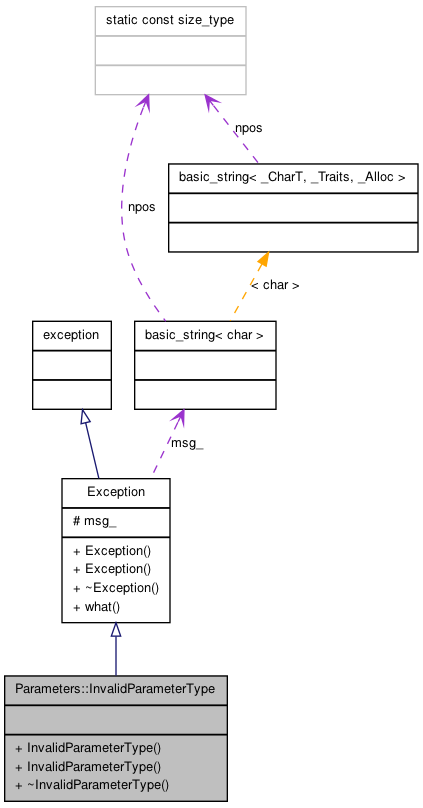 static const size_type
npos
basic_string< _CharT, _Traits, _Alloc >
npos
< char >
exception
basic_string< char >
msg_
Exception
# msg_
+ Exception()
+ Exception()
+ ~Exception()
+ what()
Parameters::InvalidParameterType
+ InvalidParameterType()
+ InvalidParameterType()
+ ~InvalidParameterType()